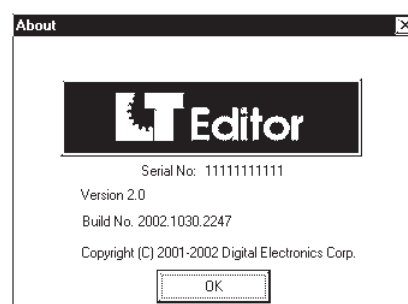 About
LT Editor
Serial No: 11111111111
Version 2.0
Build No. 2002.1030.2247
Copyright (C) 2001-2002 Digital Electronics Corp.
OK